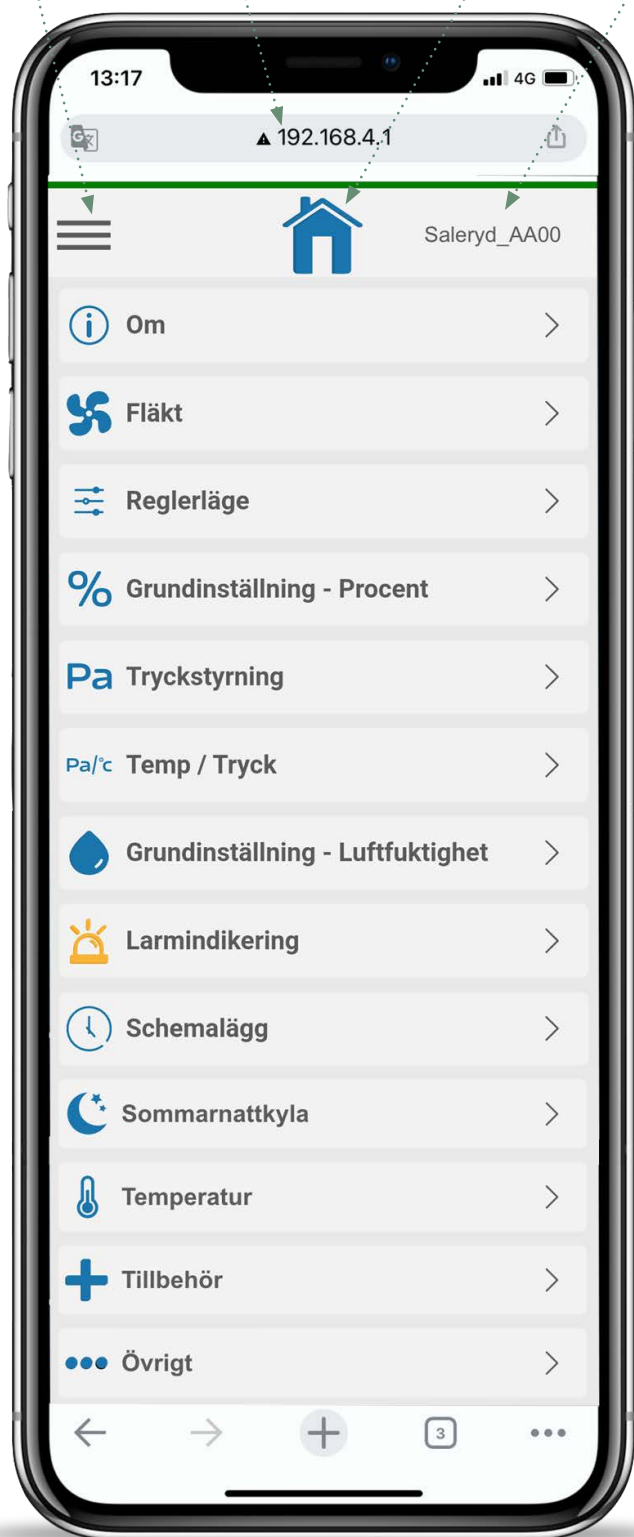 13:17 4G
192.168.4.1
Saleryd_AA00
Om
Fläkt
Reglerläge
% Grundinställning - Procent
Pa Tryckstyrning
Pa/°c Temp / Tryck
Grundinställning - Luftfuktighet
Larmindikering
Schemalägg
Sommarnattkyla
Temperatur
Tillbehör
Övrigt
3